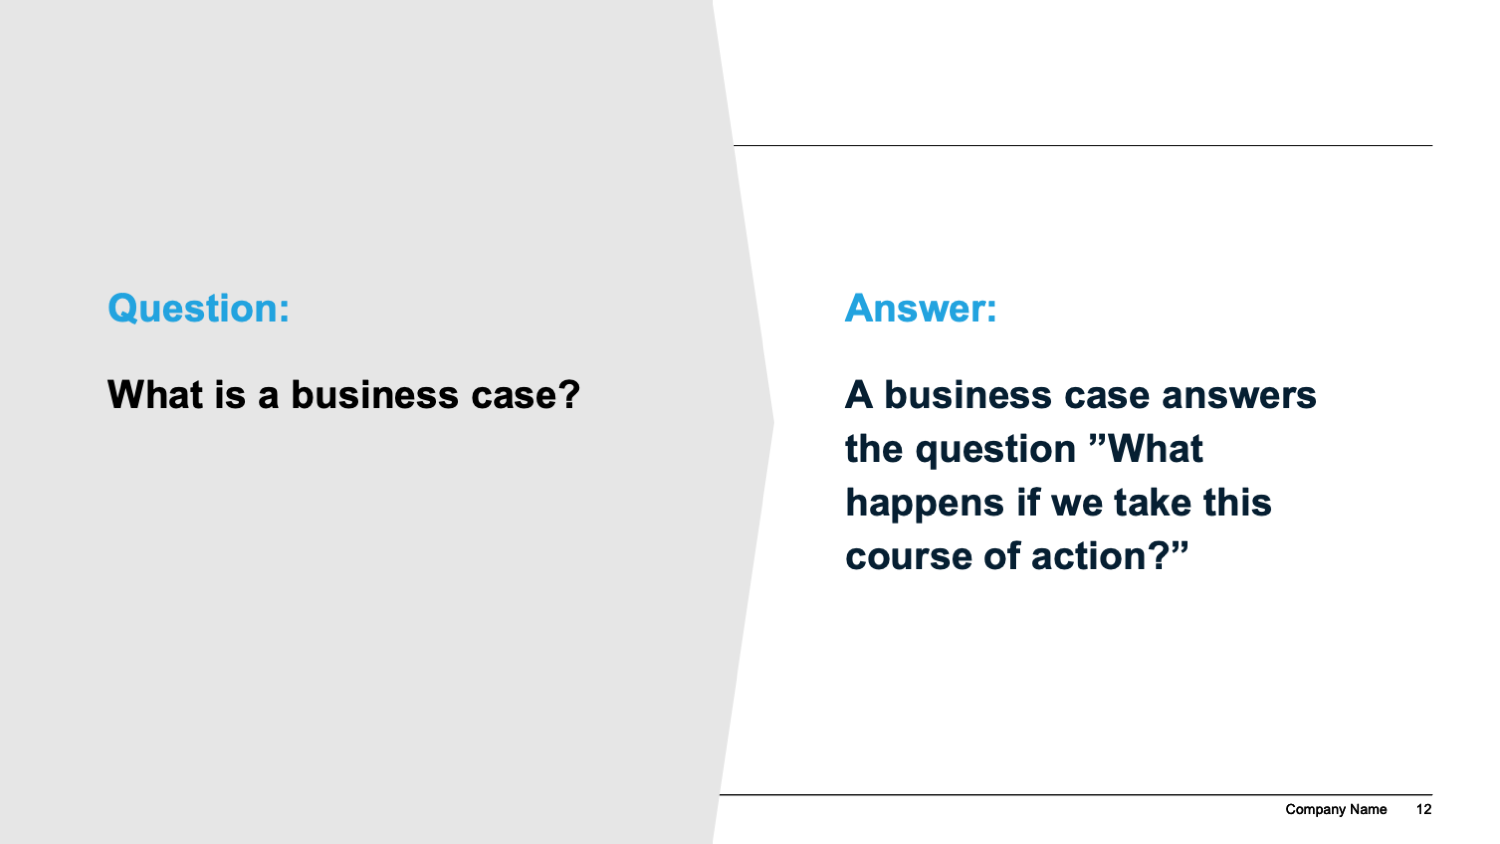 Question:
What is a business case?
Answer:
A business case answers
the question ”What
happens if we take this
course of action?”
Company Name 12